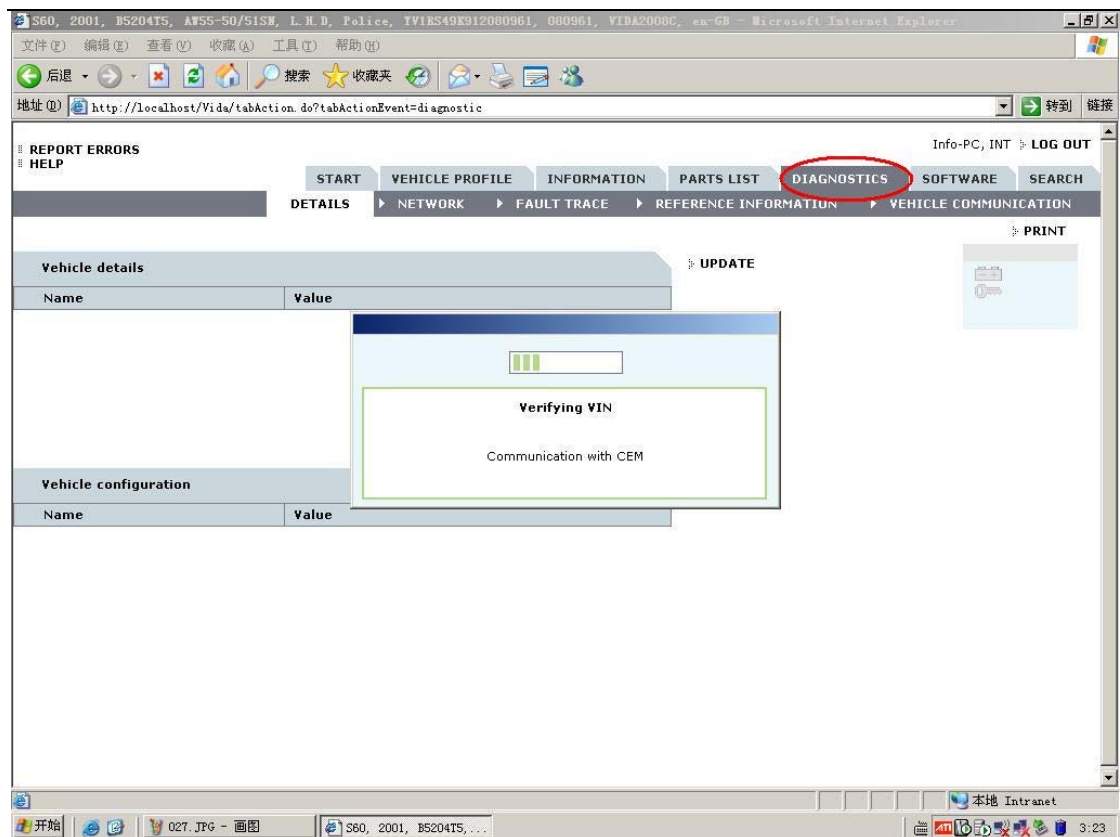 S60, 2001, B5204T5, AW55-50/51SN, L.H.D, Police, YV1RS49K912080961, 080961, VIDA2008C, en-GB - Microsoft Internet Explorer
文件(F) 编辑(E) 查看(V) 收藏(A) 工具(T) 帮助(H)
后退 搜索 收藏夹
地址(D) http://localhost/Vida/tabAction.do?tabActionEvent=diagnostic 转到 链接
REPORT ERRORS Info-PC, INT LOG OUT
HELP
START VEHICLE PROFILE INFORMATION PARTS LIST DIAGNOSTICS SOFTWARE SEARCH
DETAILS NETWORK FAULT TRACE REFERENCE INFORMATION VEHICLE COMMUNICATION
PRINT
Vehicle details UPDATE
Name Value
Verifying VIN
Communication with CEM
Vehicle configuration
Name Value
本地 Intranet
开始 027.JPG - 画图 S60, 2001, B5204T5,... ATI 3:23